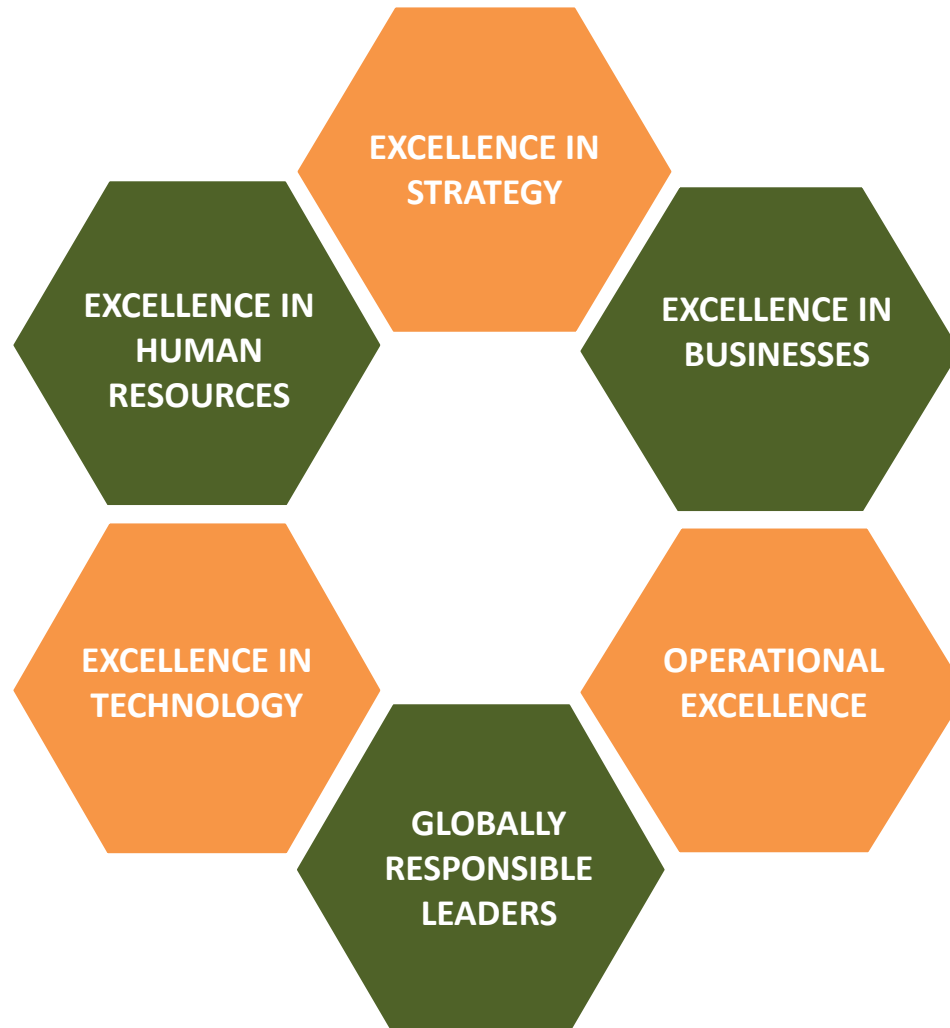 EXCELLENCE IN
STRATEGY
EXCELLENCE IN
HUMAN
RESOURCES
EXCELLENCE IN
BUSINESSES
EXCELLENCE IN
TECHNOLOGY
OPERATIONAL
EXCELLENCE
GLOBALLY
RESPONSIBLE
LEADERS